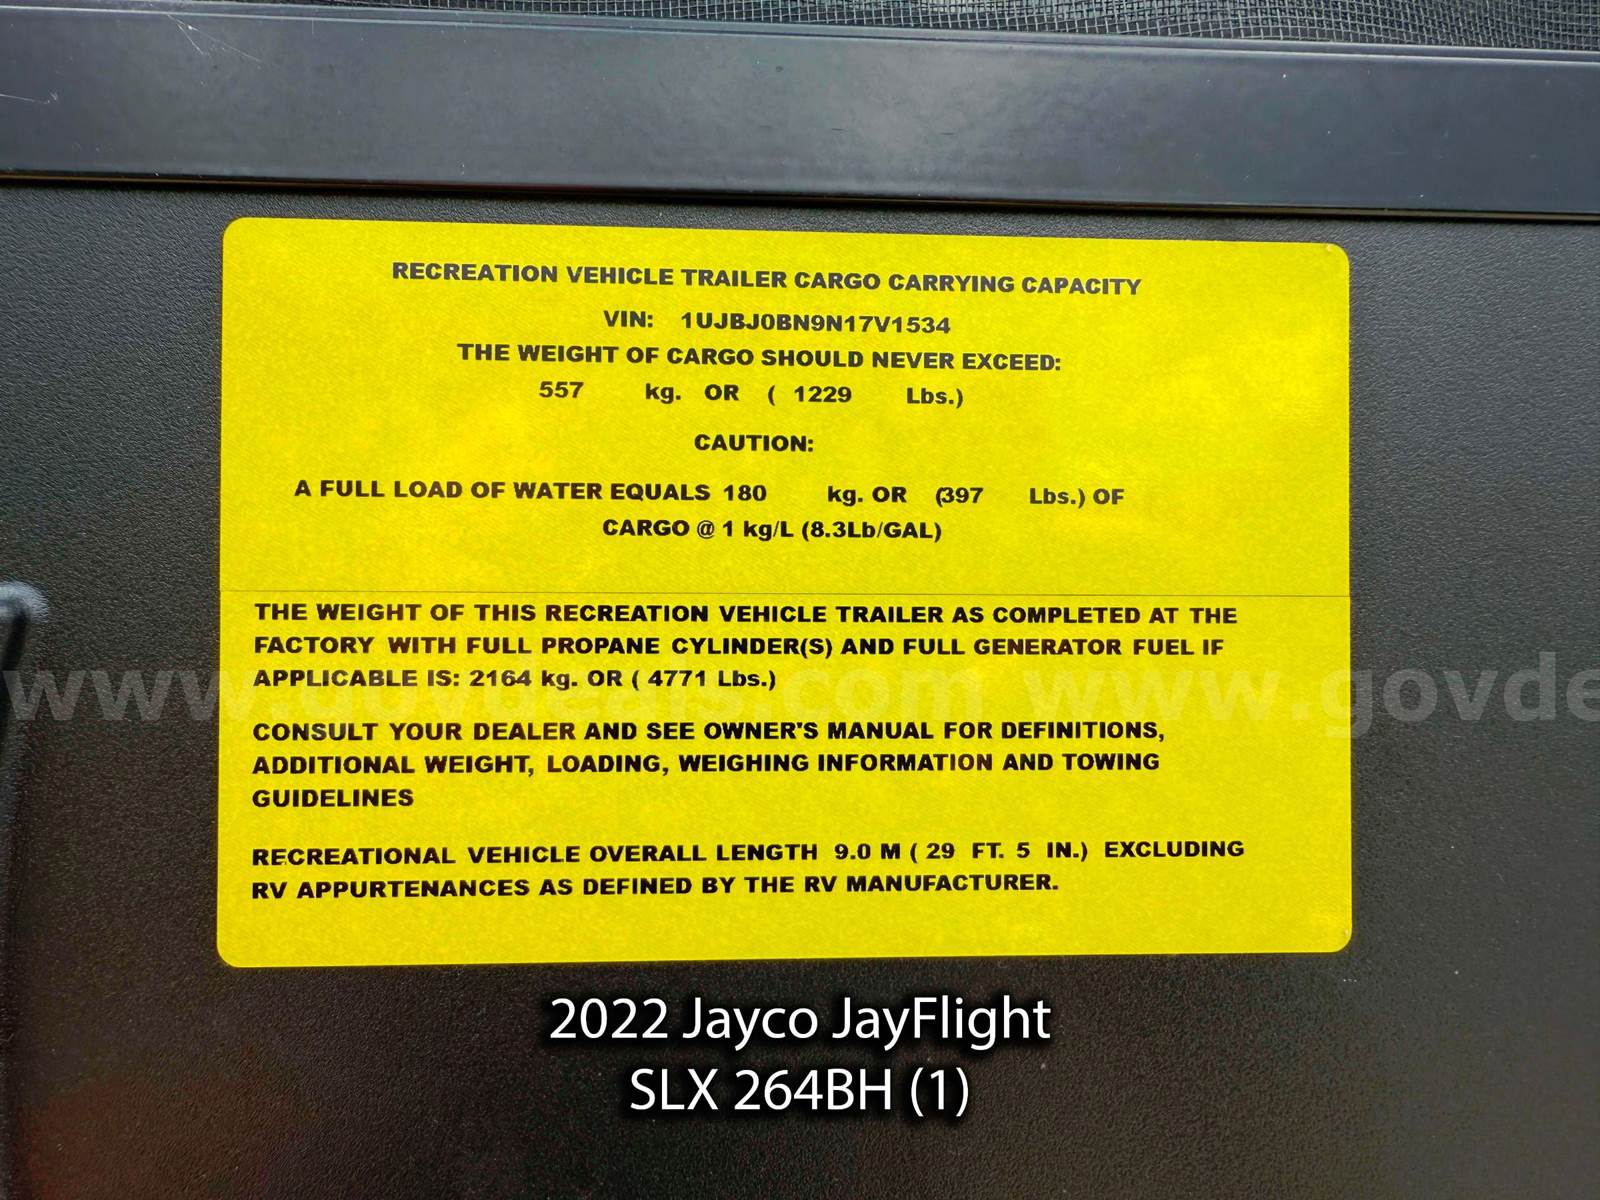 RECREATION VEHICLE TRAILER CARGO CARRYING CAPACITY
VIN: 1UJBJ0BN9N17V1534
THE WEIGHT OF CARGO SHOULD NEVER EXCEED:
557 kg. OR ( 1229 Lbs.)
CAUTION:
A FULL LOAD OF WATER EQUALS 180 kg. OR (397 Lbs.) OF
CARGO @ 1 kg/L (8.3Lb/GAL)
THE WEIGHT OF THIS RECREATION VEHICLE TRAILER AS COMPLETED AT THE
FACTORY WITH FULL PROPANE CYLINDER(S) AND FULL GENERATOR FUEL IF
APPLICABLE IS: 2164 kg. OR ( 4771 Lbs.)
www.govdeals.com www.govde
CONSULT YOUR DEALER AND SEE OWNER'S MANUAL FOR DEFINITIONS,
ADDITIONAL WEIGHT, LOADING, WEIGHING INFORMATION AND TOWING
GUIDELINES
RECREATIONAL VEHICLE OVERALL LENGTH 9.0 M ( 29 FT. 5 IN.) EXCLUDING
RV APPURTENANCES AS DEFINED BY THE RV MANUFACTURER.
2022 Jayco JayFlight
SLX 264BH (1)